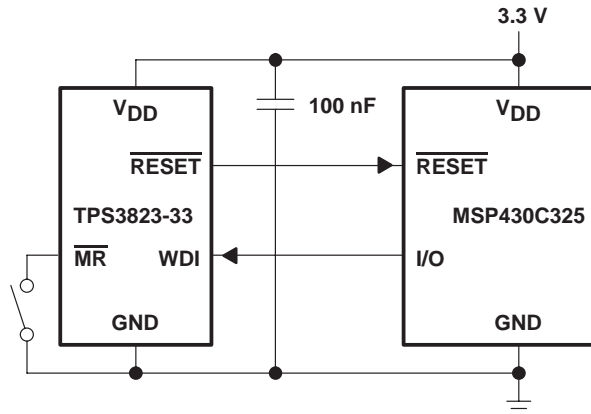 3.3 V
VDD
100 nF
VDD
RESET
RESET
TPS3823-33
MSP430C325
MR
WDI
I/O
GND
GND